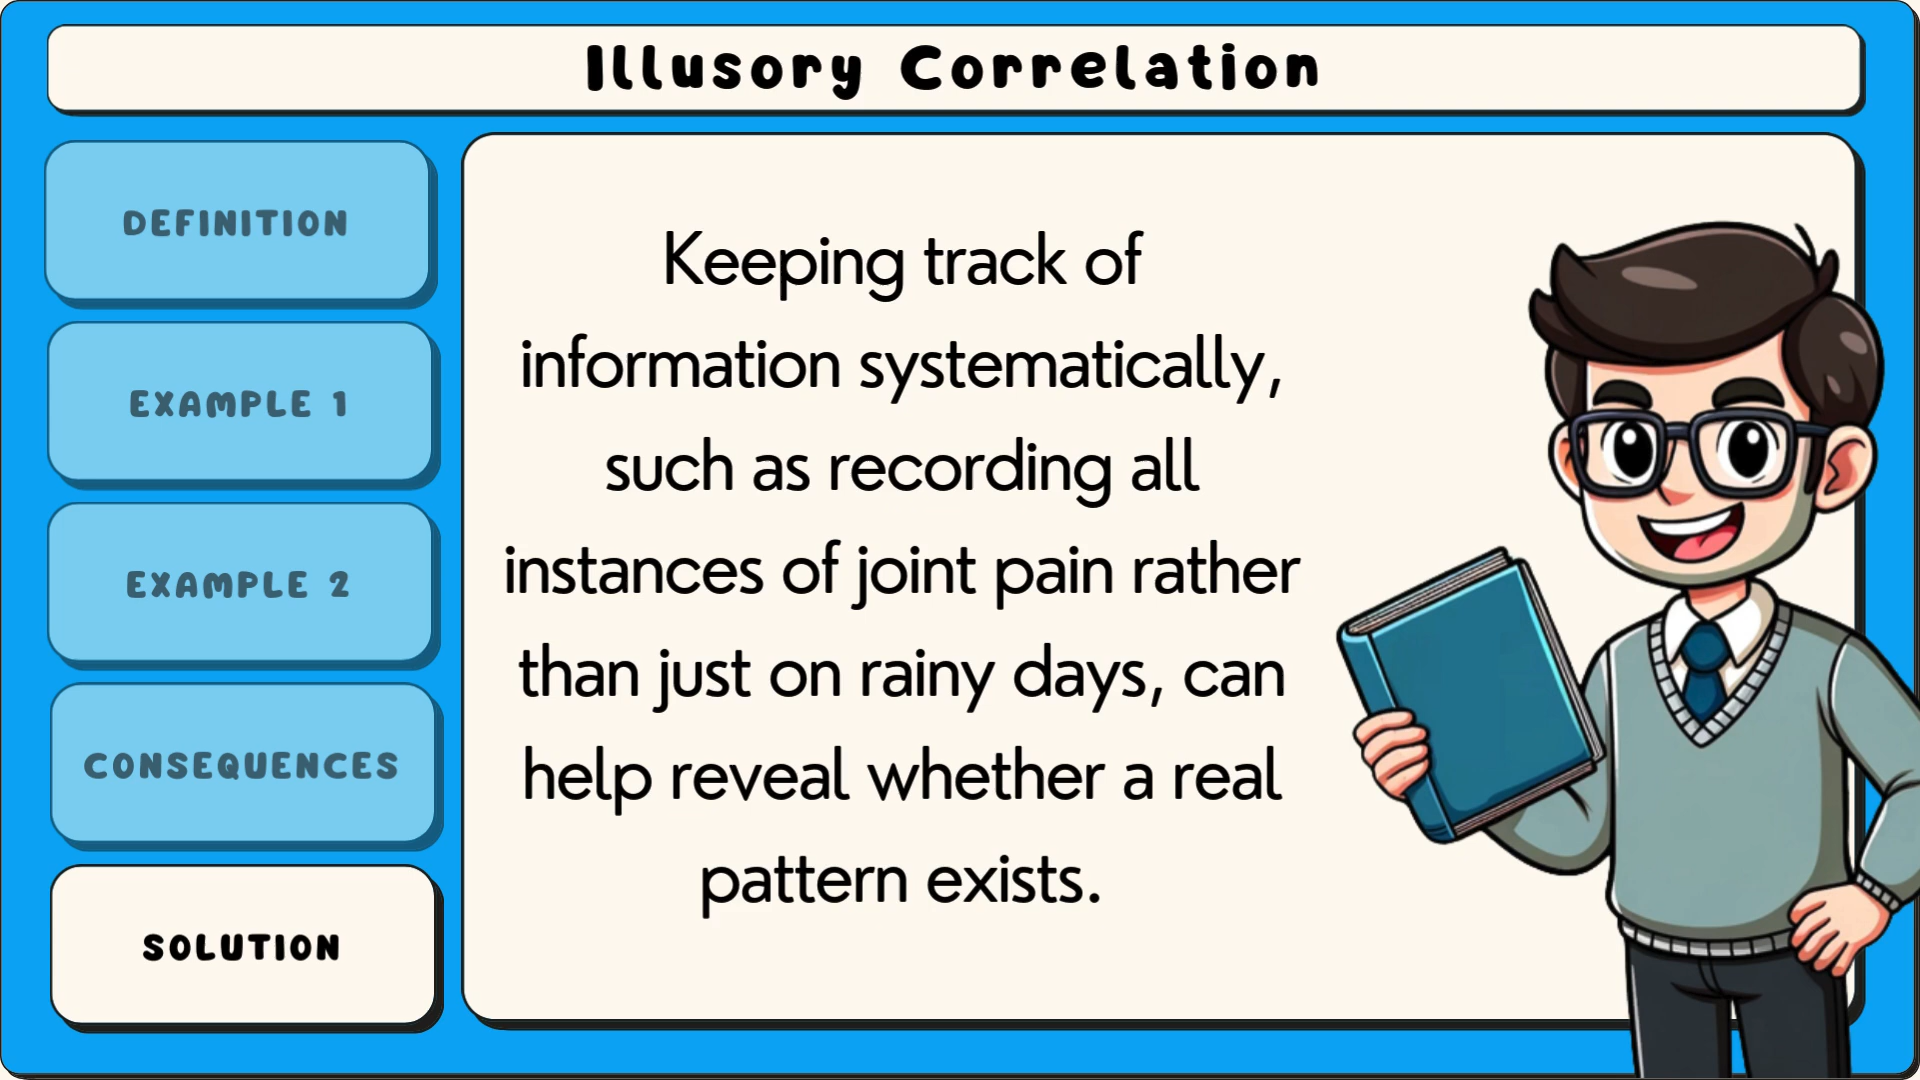 Illusory Correlation
DEFINITION
EXAMPLE 1
EXAMPLE 2
CONSEQUENCES
SOLUTION
Keeping track of
information systematically,
such as recording all
instances of joint pain rather
than just on rainy days, can
help reveal whether a real
pattern exists.